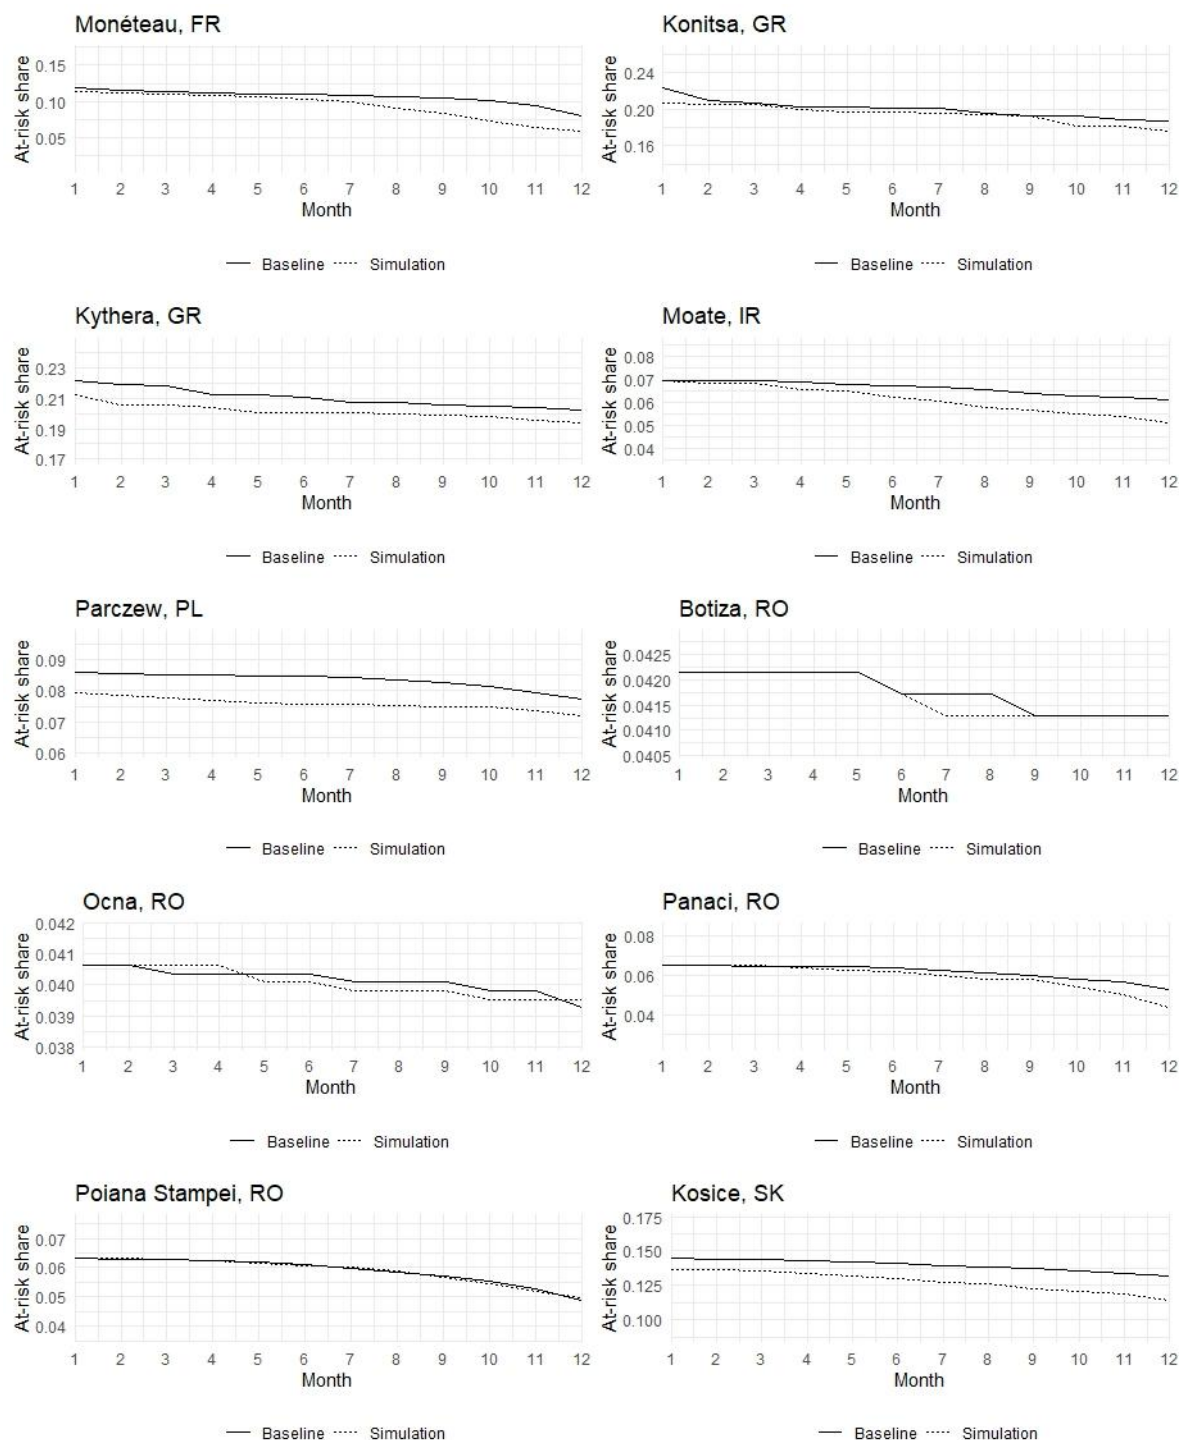 Monéteau, FR
At-risk share
0.15
0.10
0.05
1 2 3 4 5 6 7 8 9 10 11 12
Month
Baseline Simulation
Konitsa, GR
At-risk share
0.24
0.20
0.16
1 2 3 4 5 6 7 8 9 10 11 12
Month
Baseline Simulation
Kythera, GR
At-risk share
0.23
0.21
0.19
0.17
1 2 3 4 5 6 7 8 9 10 11 12
Month
Baseline Simulation
Moate, IR
At-risk share
0.08
0.07
0.06
0.05
0.04
1 2 3 4 5 6 7 8 9 10 11 12
Month
Baseline Simulation
Parczew, PL
At-risk share
0.09
0.08
0.07
0.06
1 2 3 4 5 6 7 8 9 10 11 12
Month
Baseline Simulation
Botiza, RO
At-risk share
0.0425
0.0420
0.0415
0.0410
0.0405
1 2 3 4 5 6 7 8 9 10 11 12
Month
Baseline Simulation
Ocna, RO
At-risk share
0.042
0.041
0.040
0.039
0.038
1 2 3 4 5 6 7 8 9 10 11 12
Month
Baseline Simulation
Panaci, RO
At-risk share
0.08
0.06
0.04
1 2 3 4 5 6 7 8 9 10 11 12
Month
Baseline Simulation
Poiana Stampei, RO
At-risk share
0.07
0.06
0.05
0.04
1 2 3 4 5 6 7 8 9 10 11 12
Month
Baseline Simulation
Kosice, SK
At-risk share
0.175
0.150
0.125
0.100
1 2 3 4 5 6 7 8 9 10 11 12
Month
Baseline Simulation